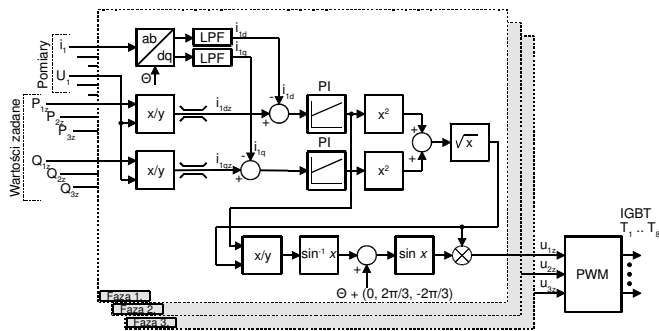 Pomiary
i1
U1
Wartości zadane
P1z
P2z
P3z
Q1z
Q2z
Q3z
ab
dq
Θ
LPF
LPF
i1d
i1q
x/y
i1dz
-
i1d
+
PI
x²
+
x/y
i1qz
-
i1q
+
PI
x²
+
√x
x/y
sin⁻¹ x
+
sin x
Θ + (0, 2π/3, -2π/3)
u1z
u2z
u3z
PWM
IGBT
T1 .. T8
Faza 1.
Faza 2.
Faza 3.